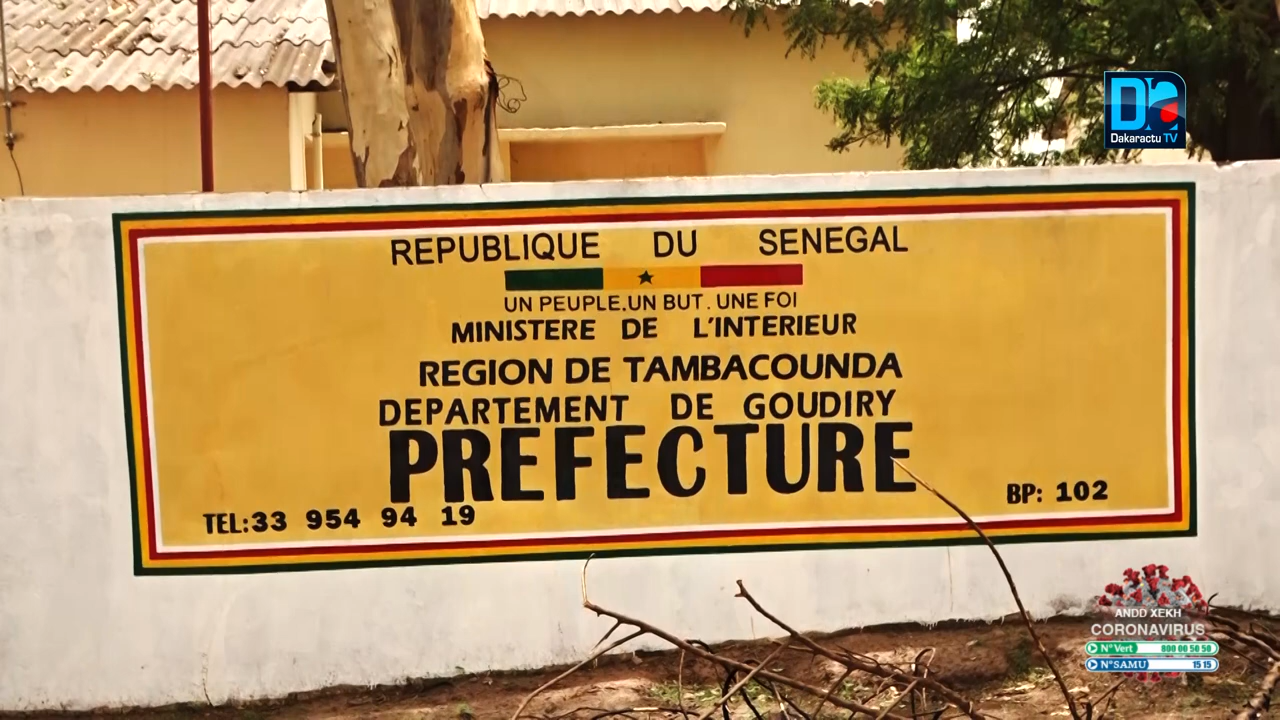 Dakaractu TV
REPUBLIQUE DU SENEGAL
UN PEUPLE.UN BUT. UNE FOI
MINISTERE DE L'INTERIEUR
REGION DE TAMBACOUNDA
DEPARTEMENT DE GOUDIRY
PREFECTURE
TEL:33 954 94 19
BP: 102
ANDD XEKH
CORONAVIRUS
N°Vert 800 00 50 50
N°SAMU 15 15